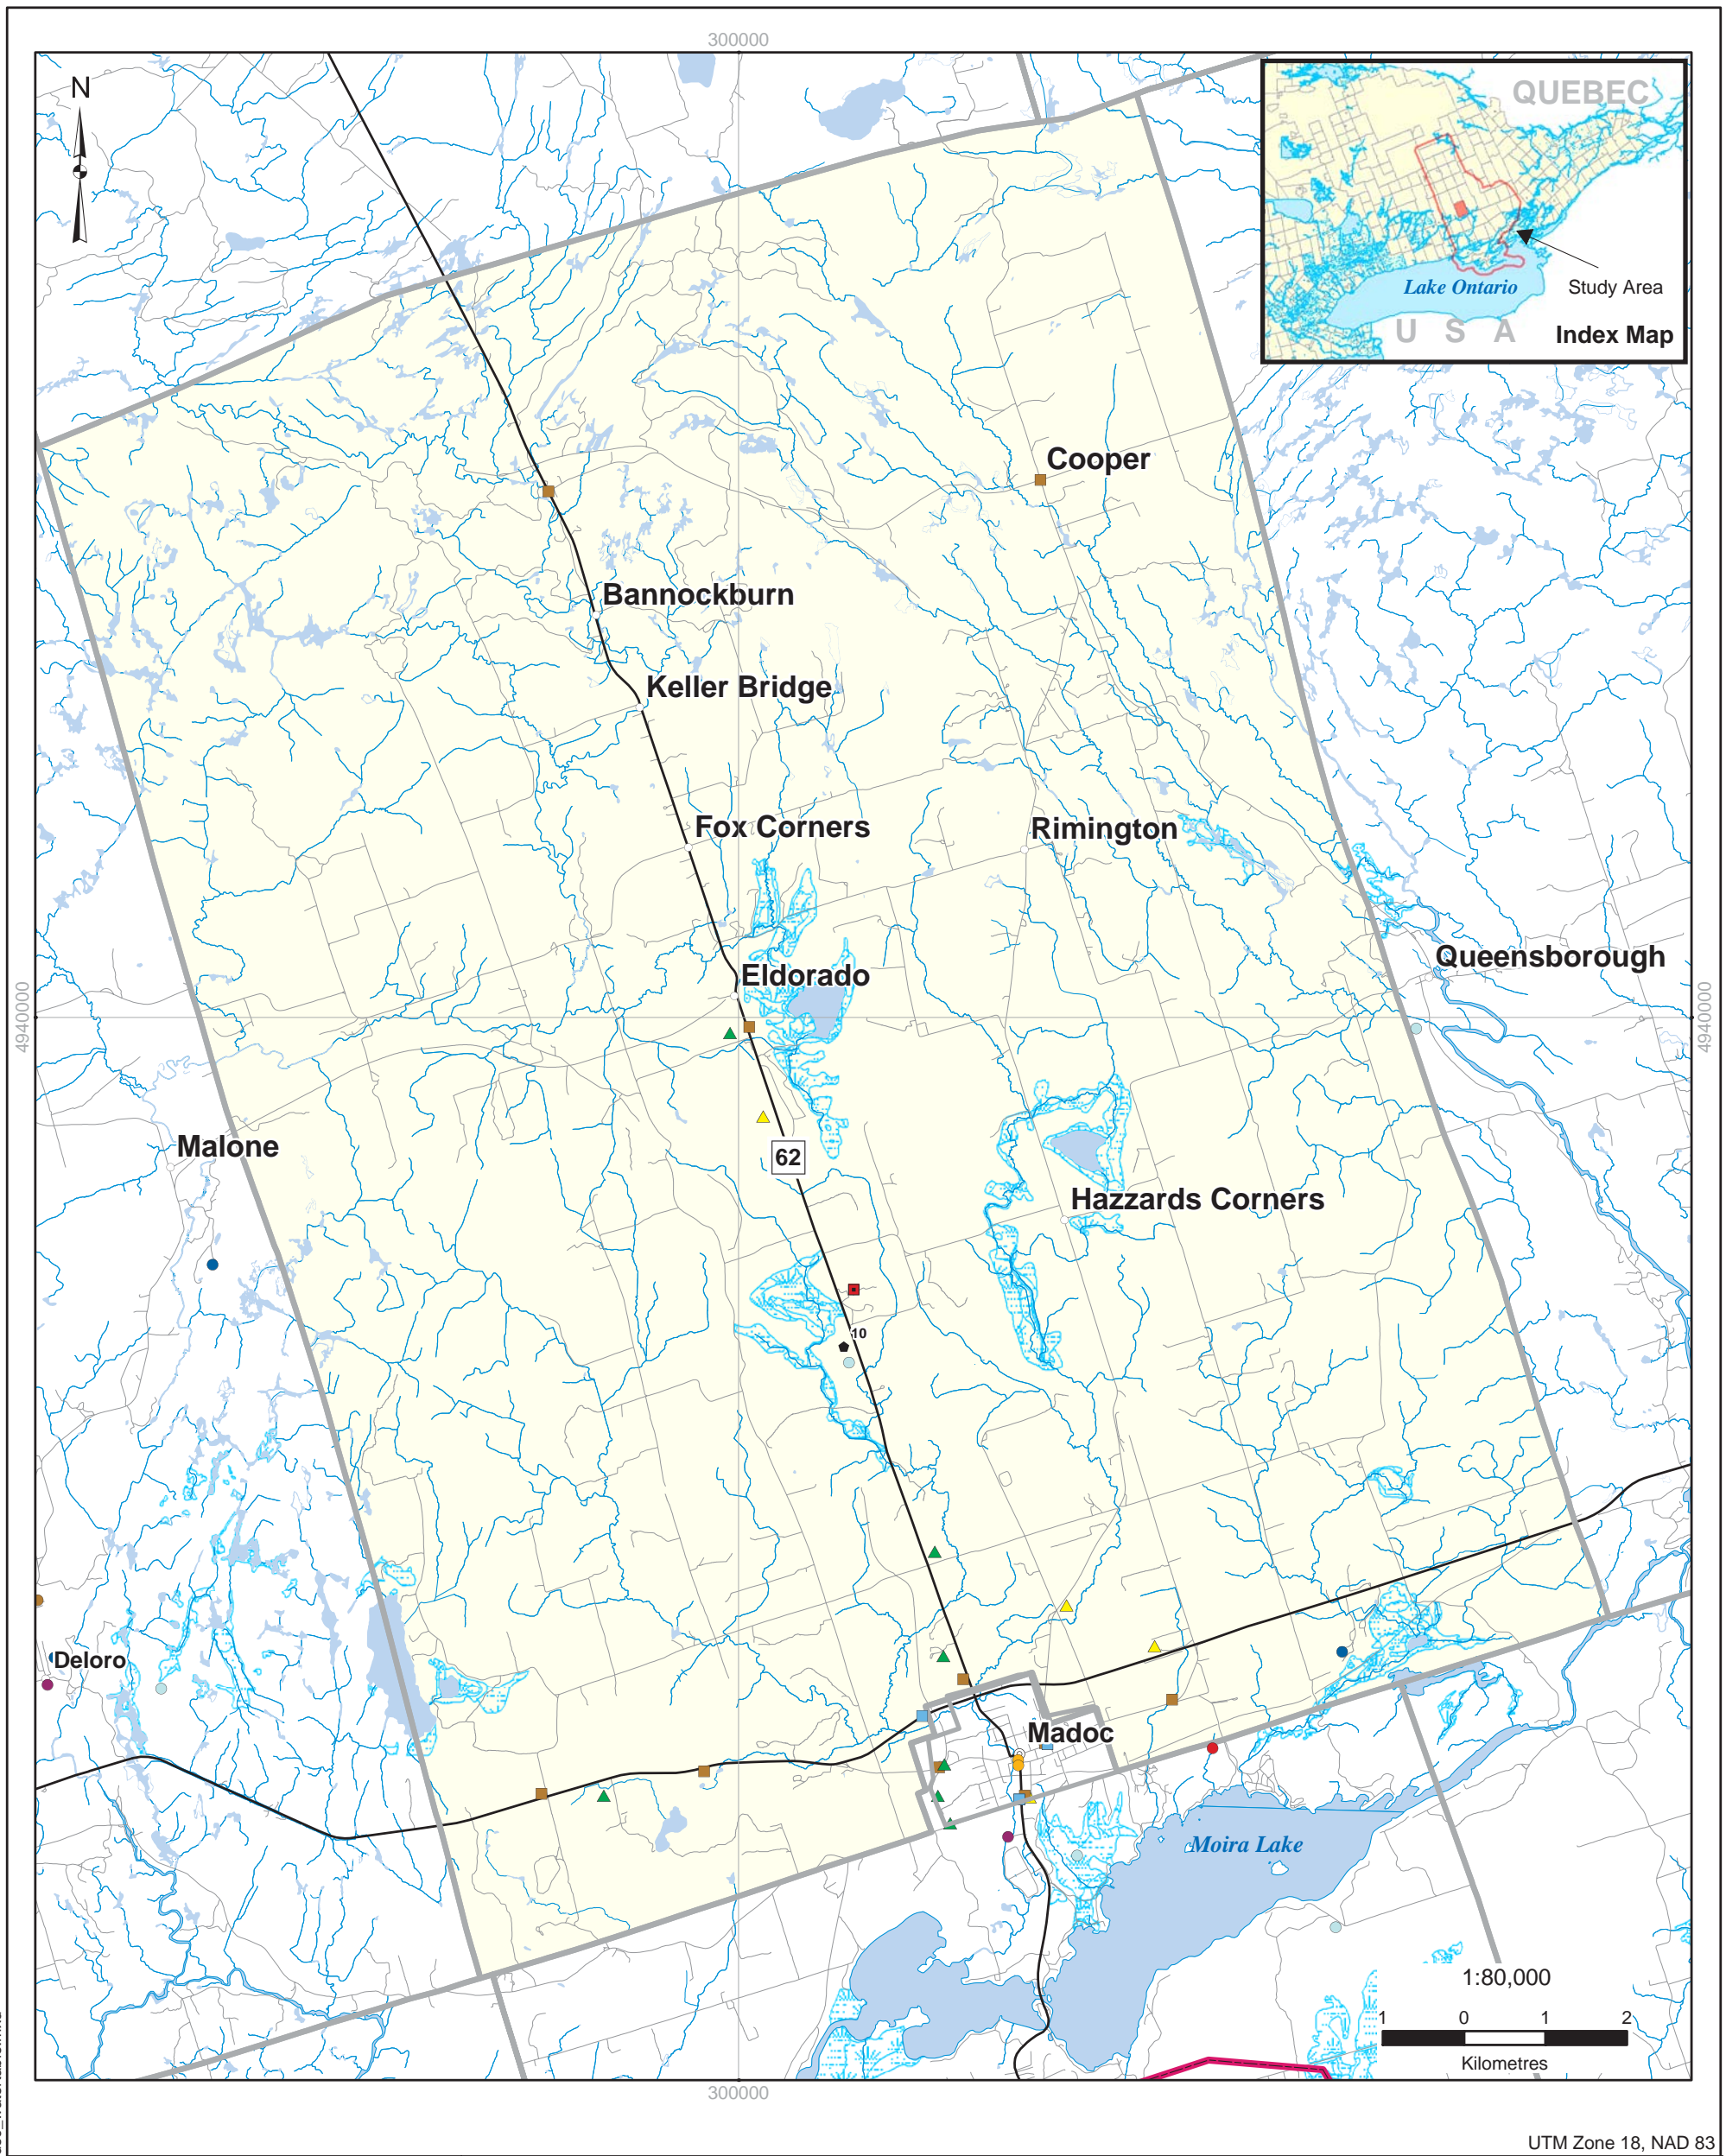 300000
N
QUEBEC
Lake Ontario
Study Area
U S A
Index Map
Cooper
Bannockburn
Keller Bridge
Fox Corners
Rimington
Eldorado
Queensborough
4940000
4940000
Malone
62
Hazzards Corners
10
Deloro
Madoc
Moira Lake
1:80,000
1 0 1 2
Kilometres
300000
UTM Zone 18, NAD 83